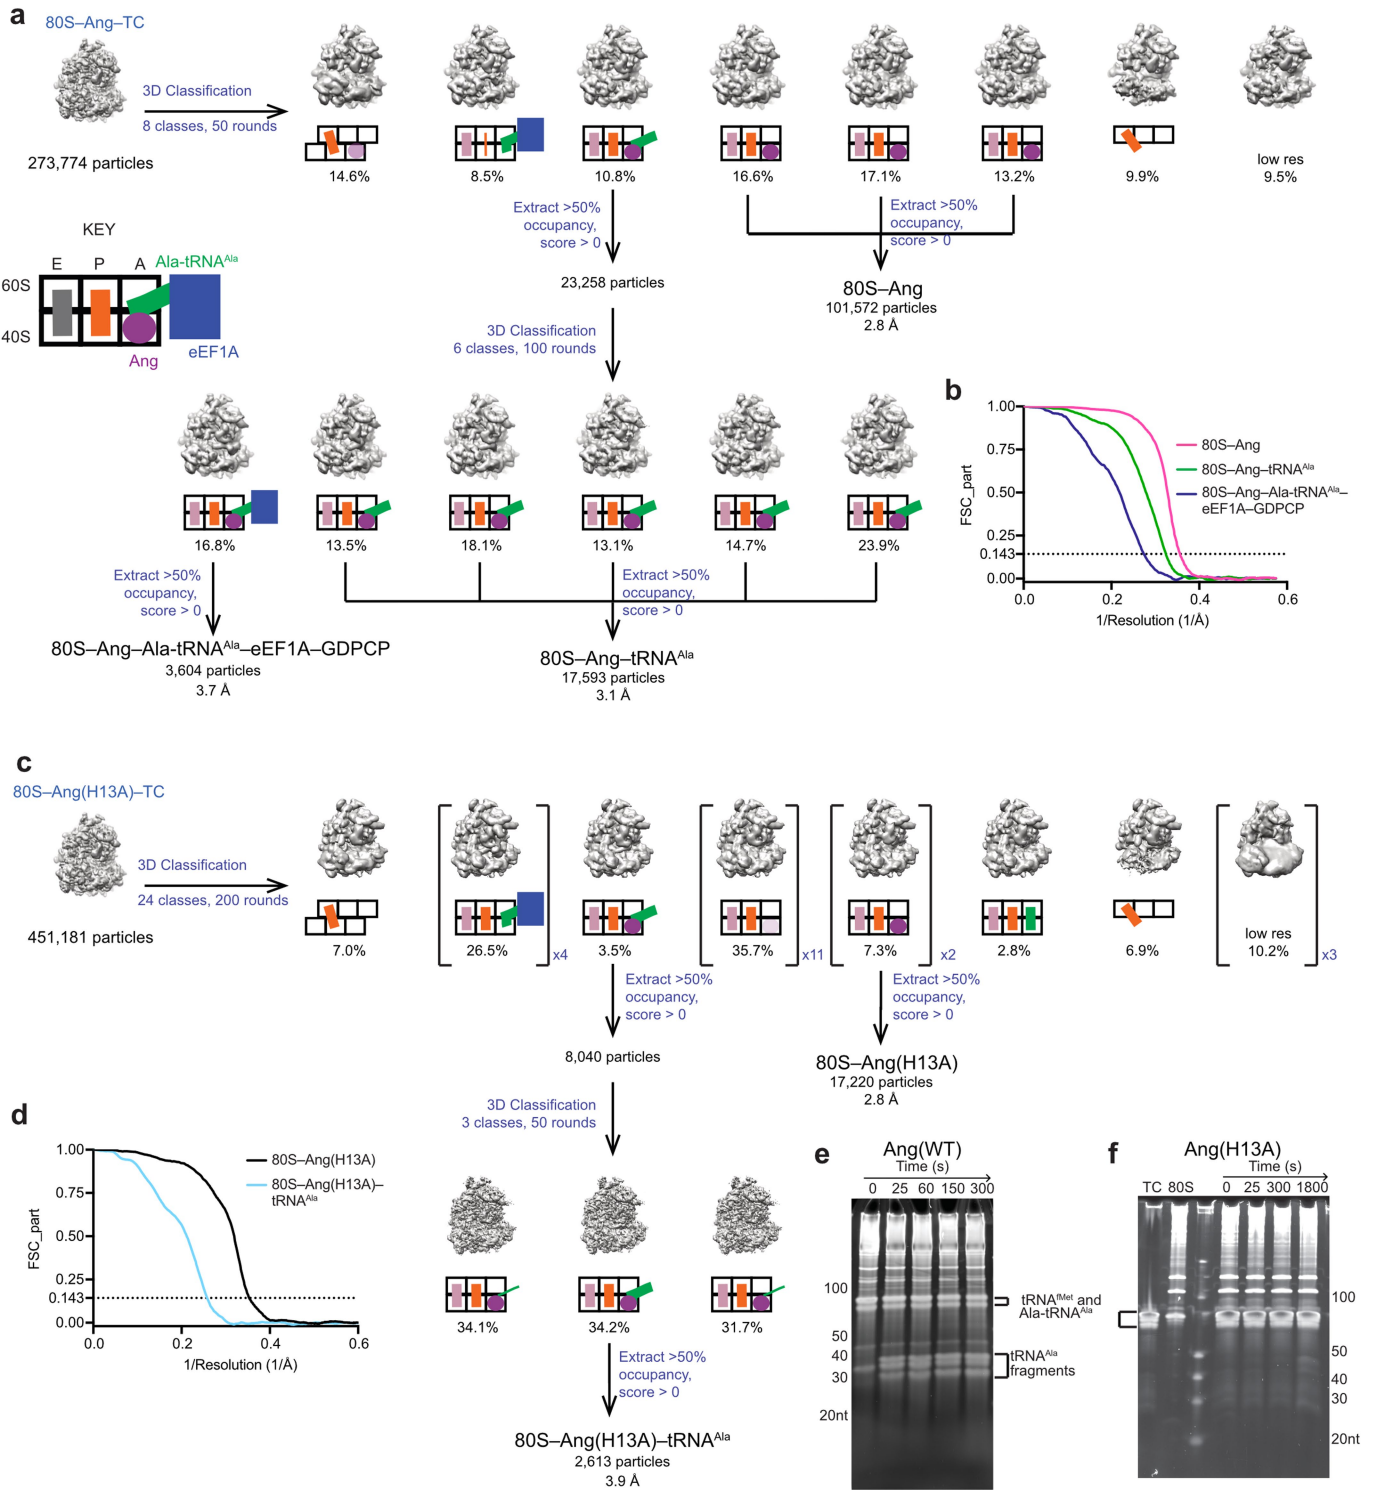 a
80S–Ang–TC
3D Classification
8 classes, 50 rounds
273,774 particles
14.6%
8.5%
10.8%
16.6%
17.1%
13.2%
9.9%
low res
9.5%
Extract >50%
occupancy,
score > 0
Extract >50%
occupancy,
score > 0
KEY
E P A Ala-tRNAᴬˡᵃ
60S
40S
Ang
eEF1A
23,258 particles
80S–Ang
101,572 particles
2.8 Å
3D Classification
6 classes, 100 rounds
16.8%
13.5%
18.1%
13.1%
14.7%
23.9%
Extract >50%
occupancy,
score > 0
Extract >50%
occupancy,
score > 0
80S–Ang–Ala-tRNAᴬˡᵃ–eEF1A–GDPCP
3,604 particles
3.7 Å
80S–Ang–tRNAᴬˡᵃ
17,593 particles
3.1 Å
b
1.00
0.75
0.50
0.25
0.143
0.00
FSC_part
0.0 0.2 0.4 0.6
1/Resolution (1/Å)
80S–Ang
80S–Ang–tRNAᴬˡᵃ
80S–Ang–Ala-tRNAᴬˡᵃ–
eEF1A–GDPCP
c
80S–Ang(H13A)–TC
3D Classification
24 classes, 200 rounds
451,181 particles
7.0%
26.5%
x4
3.5%
35.7%
x11
7.3%
x2
2.8%
6.9%
low res
10.2%
x3
Extract >50%
occupancy,
score > 0
Extract >50%
occupancy,
score > 0
8,040 particles
80S–Ang(H13A)
17,220 particles
2.8 Å
3D Classification
3 classes, 50 rounds
34.1%
34.2%
31.7%
Extract >50%
occupancy,
score > 0
80S–Ang(H13A)–tRNAᴬˡᵃ
2,613 particles
3.9 Å
d
1.00
0.75
0.50
0.25
0.143
0.00
FSC_part
0.0 0.2 0.4 0.6
1/Resolution (1/Å)
80S–Ang(H13A)
80S–Ang(H13A)–
tRNAᴬˡᵃ
e
Ang(WT)
Time (s)
0 25 60 150 300
100
50
40
30
20nt
tRNAᶠᴹᵉᵗ and
Ala-tRNAᴬˡᵃ
tRNAᴬˡᵃ
fragments
f
Ang(H13A)
Time (s)
TC 80S 0 25 300 1800
100
50
40
30
20nt